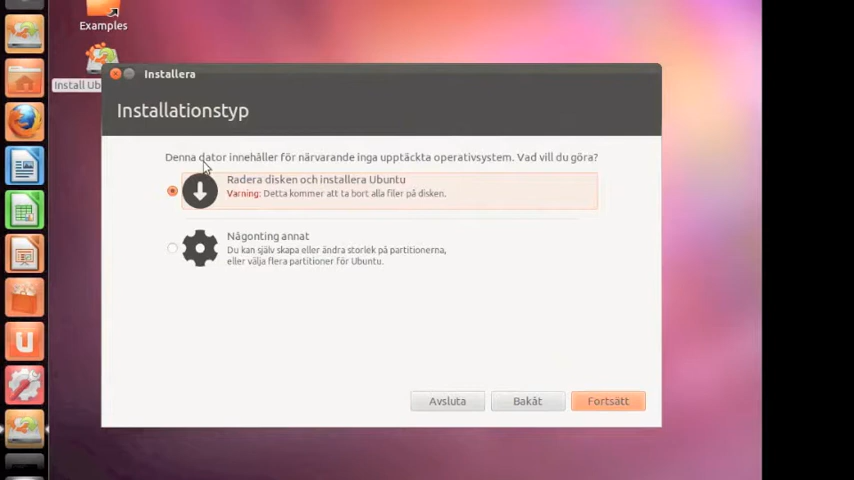 Examples
Install Ub
Installera
Installationstyp
Denna dator innehåller för närvarande inga upptäckta operativsystem. Vad vill du göra?
Radera disken och installera Ubuntu
Varning: Detta kommer att ta bort alla filer på disken.
Någonting annat
Du kan själv skapa eller ändra storlek på partitionerna,
eller välja flera partitioner för Ubuntu.
Avsluta
Bakåt
Fortsätt